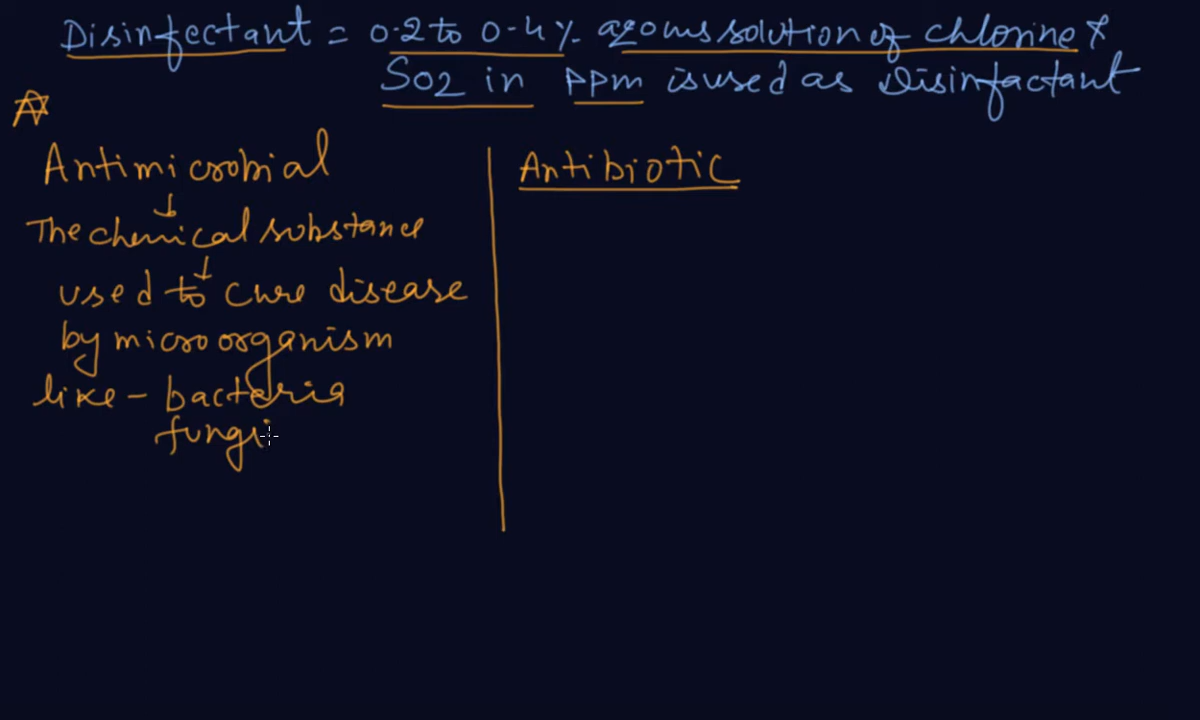 Disinfectant = 0.2 to 0.4 % aqoms solution of chlorine &
SO2 in ppm is used as Disinfactant
Antimicrobial
The chemical substance
used to cure disease
by microorganism
like - bacteria
fungi
Antibiotic